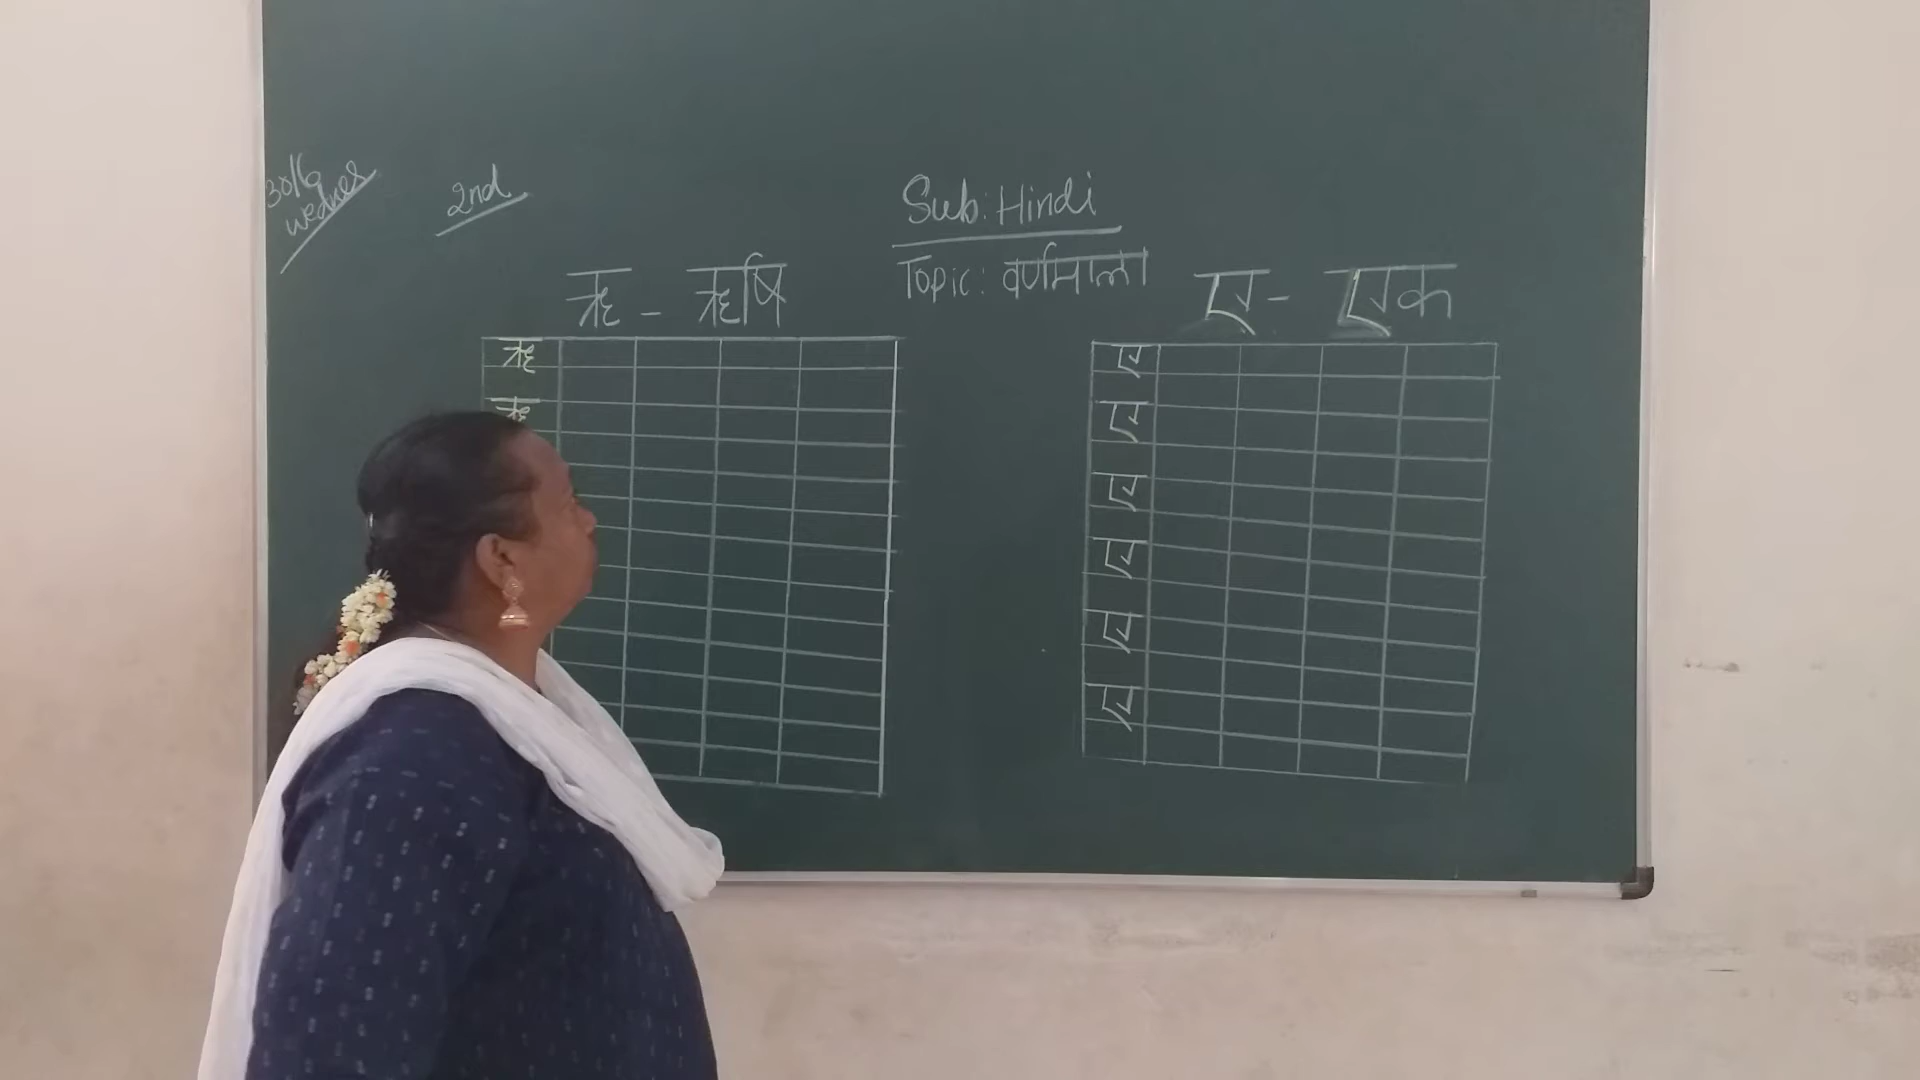 30/6
Wednes
2nd
Sub: Hindi
Topic: वर्णमाला
ऋ - ऋषि
ए - एक
ऋ
ऋ
ए
ए
ए
ए
ए
ए